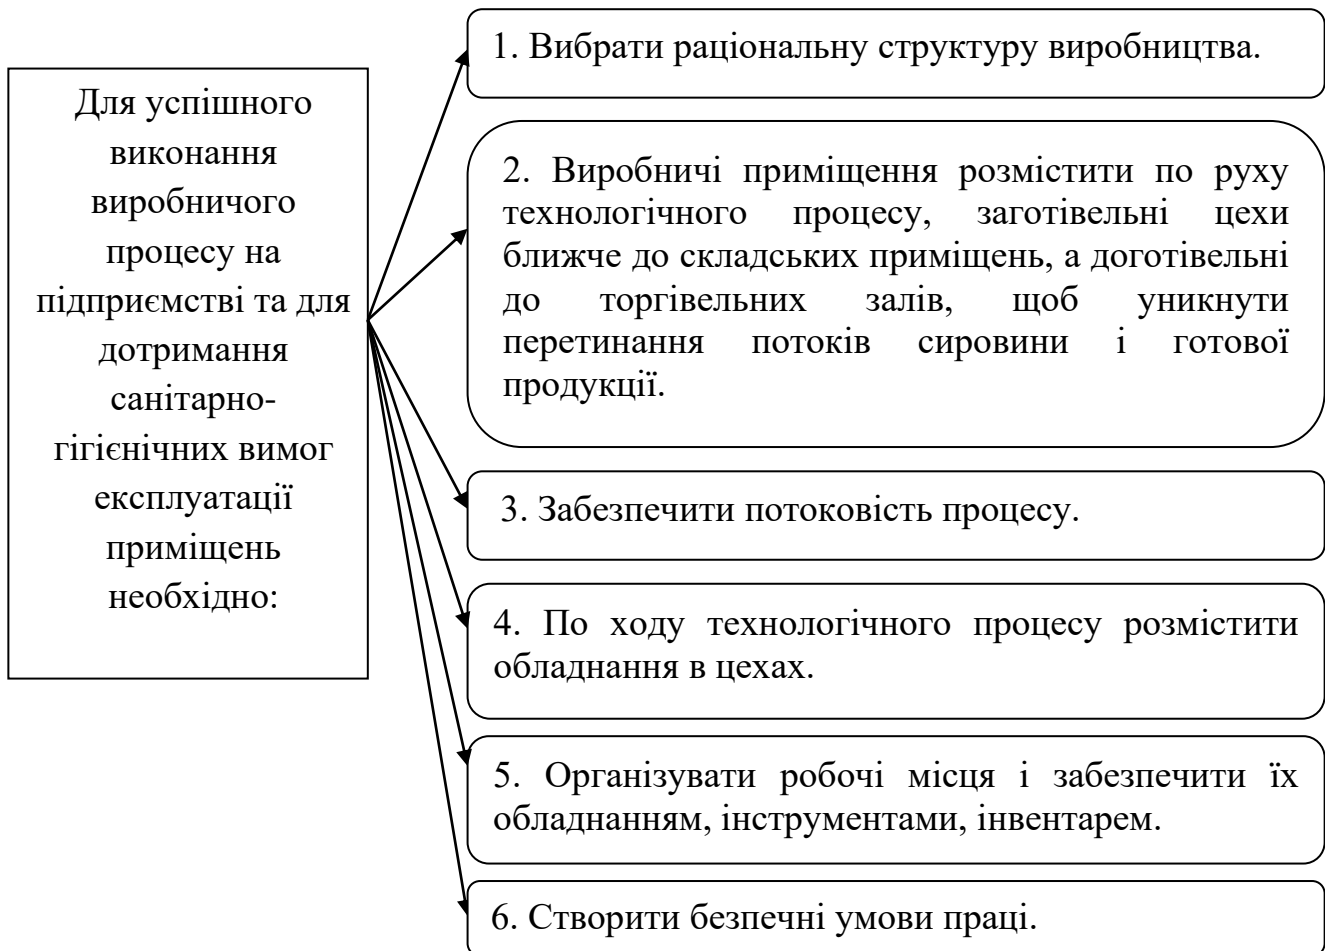 Для успішного
виконання
виробничого
процесу на
підприємстві та для
дотримання
санітарно-
гігієнічних вимог
експлуатації
приміщень
необхідно:
1. Вибрати раціональну структуру виробництва.
2. Виробничі приміщення розмістити по руху
технологічного процесу, заготівельні цехи
ближче до складських приміщень, а доготівельні
до торгівельних залів, щоб уникнути
перетинання потоків сировини і готової
продукції.
3. Забезпечити потоковість процесу.
4. По ходу технологічного процесу розмістити
обладнання в цехах.
5. Організувати робочі місця і забезпечити їх
обладнанням, інструментами, інвентарем.
6. Створити безпечні умови праці.